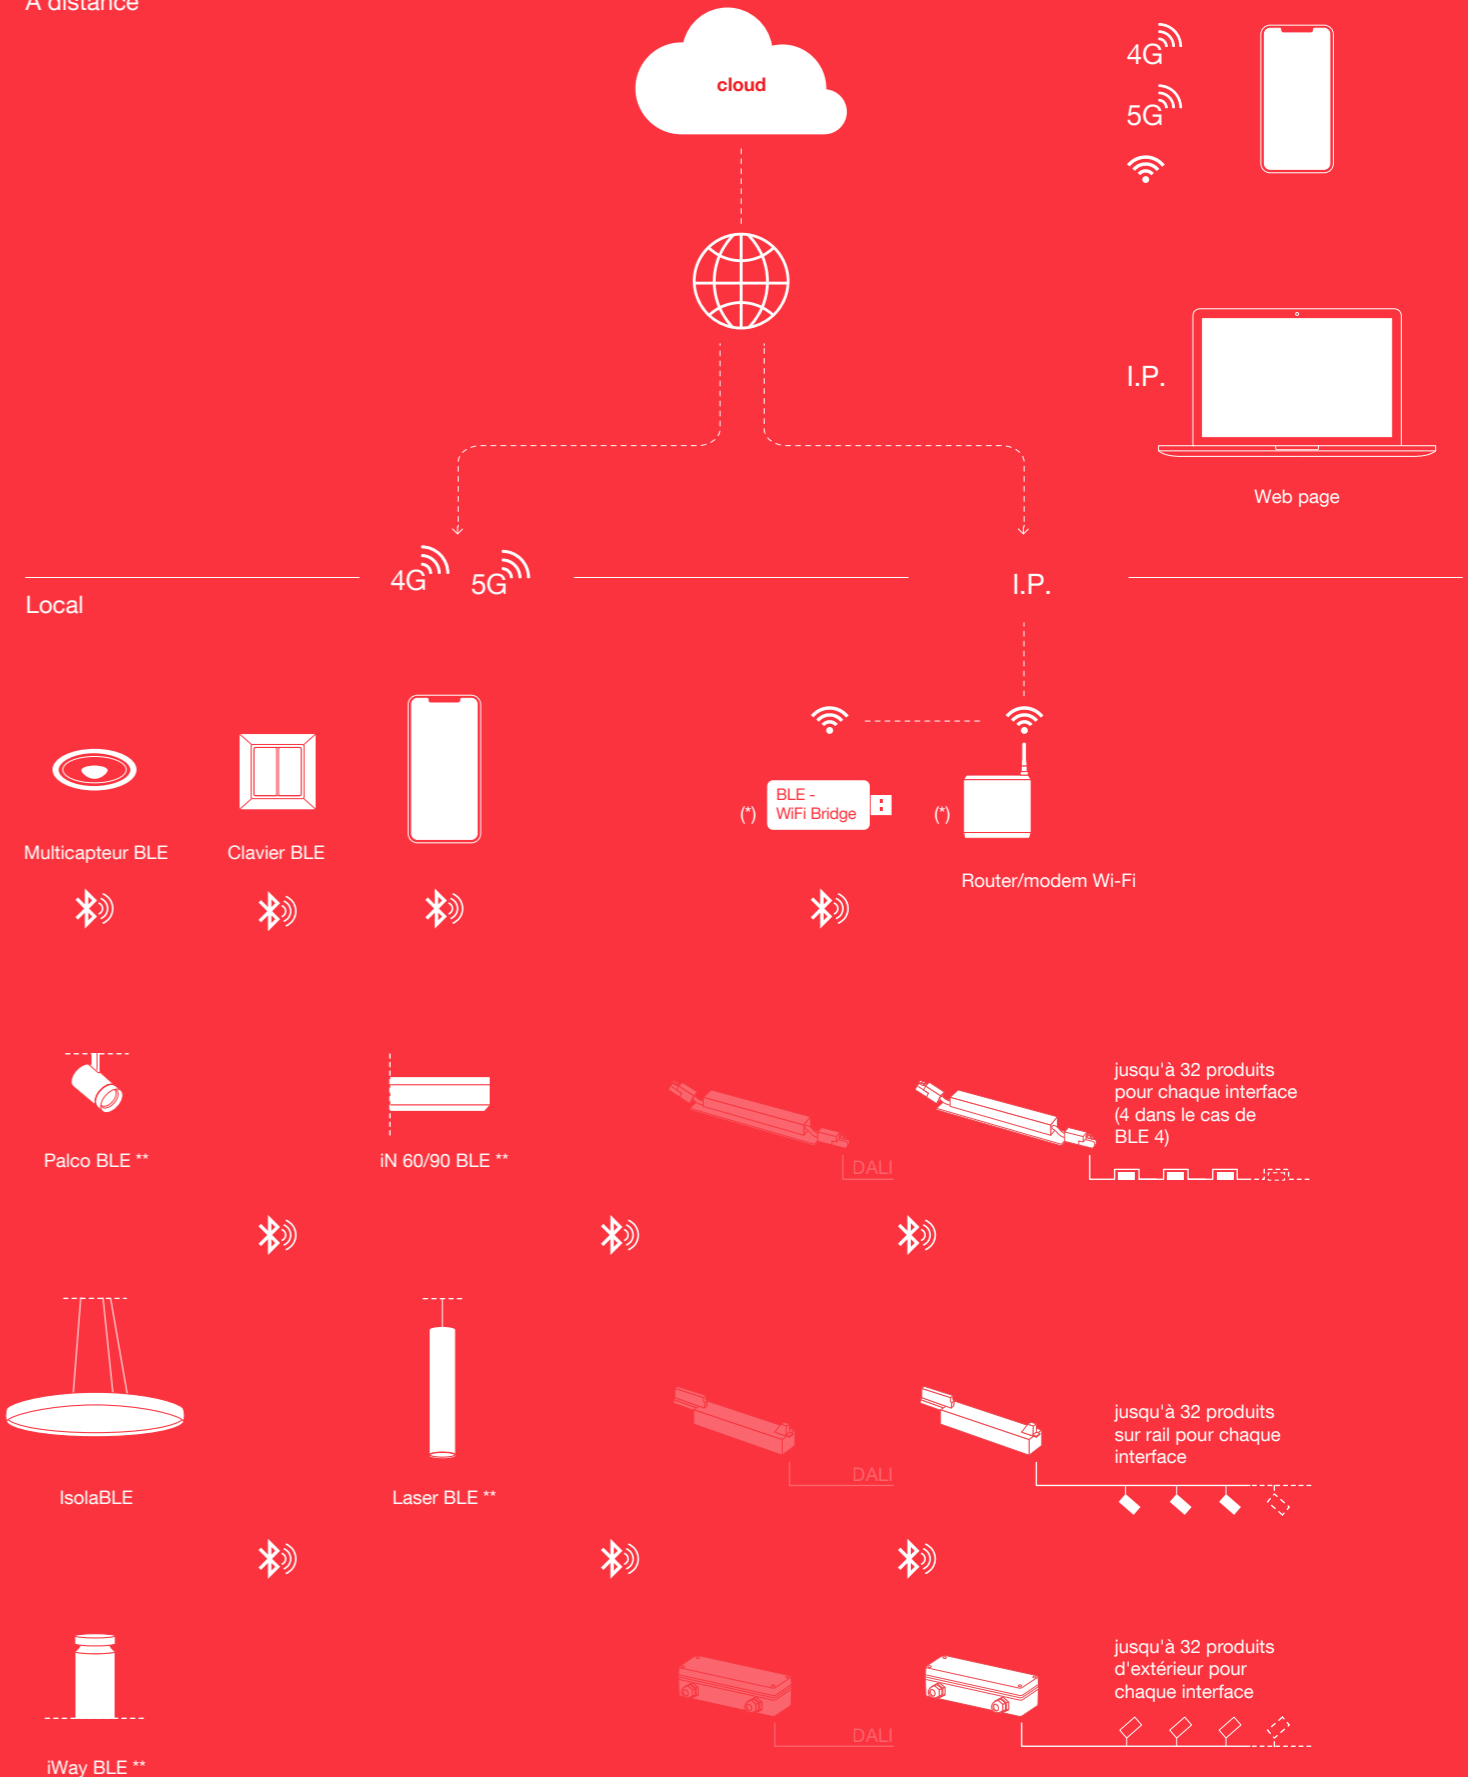 A distance
cloud
4G
5G
I.P.
Web page
4G 5G
I.P.
Local
(*)
BLE -
WiFi Bridge
(*)
Multicapteur BLE
Clavier BLE
Router/modem Wi-Fi
jusqu'à 32 produits
pour chaque interface
(4 dans le cas de
BLE 4)
Palco BLE **
iN 60/90 BLE **
DALI
jusqu'à 32 produits
sur rail pour chaque
interface
DALI
IsolaBLE
Laser BLE **
jusqu'à 32 produits
d'extérieur pour
chaque interface
DALI
iWay BLE **